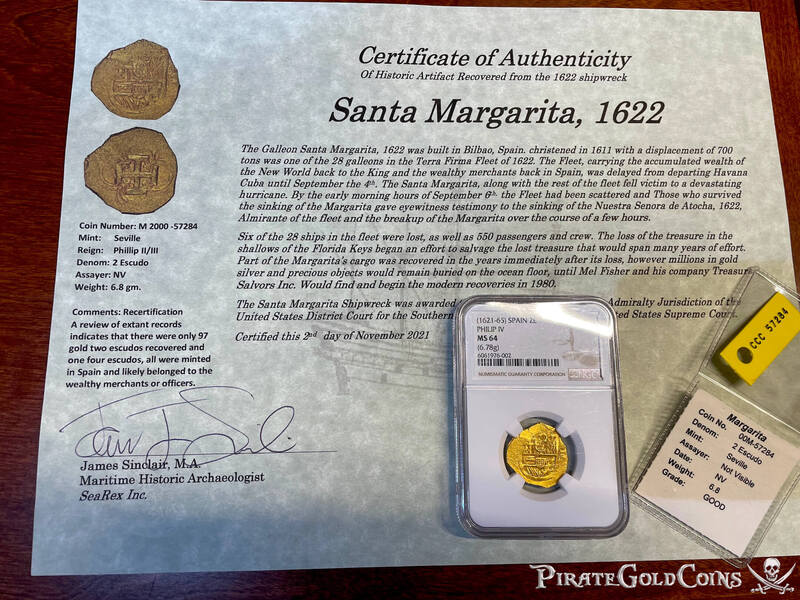 Certificate of Authenticity
Of Historic Artifact Recovered from the 1622 shipwreck
Santa Margarita, 1622
The Galleon Santa Margarita, 1622 was built in Bilbao, Spain. christened in 1611 with a displacement of 700
tons was one of the 28 galleons in the Terra Firma Fleet of 1622. The Fleet, carrying the accumulated wealth of
the New World back to the King and the wealthy merchants back in Spain, was delayed from departing Havana
Cuba until September the 4th. The Santa Margarita, along with the rest of the fleet fell victim to a devastating
hurricane. By the early morning hours of September 6th, the Fleet had been scattered and Those who survived
the sinking of the Margarita gave eyewitness testimony to the sinking of the Nuestra Senora de Atocha, 1622,
Almirante of the fleet and the breakup of the Margarita over the course of a few hours.
Six of the 28 ships in the fleet were lost, as well as 550 passengers and crew. The loss of the treasure in the
shallows of the Florida Keys began an effort to salvage the lost treasure that would span many years of effort.
Part of the Margarita's cargo was recovered in the years immediately after its loss, however millions in gold
silver and precious objects would remain buried on the ocean floor, until Mel Fisher and his company Treasure
Salvors Inc. Would find and begin the modern recoveries in 1980.
The Santa Margarita Shipwreck was awarded Admiralty Jurisdiction of the
United States District Court for the Southern States Supreme Court.
Certified this 2nd day of November 2021
Coin Number: M 2000 -57284
Mint: Seville
Reign: Phillip II/III
Denom: 2 Escudo
Assayer: NV
Weight: 6.8 gm.
Comments: Recertification
A review of extant records
indicates that there were only 97
gold two escudos recovered and
one four escudos, all were minted
in Spain and likely belonged to the
wealthy merchants or officers.
James Sinclair, M.A.
Maritime Historic Archaeologist
SeaRex Inc.
(1621-65) SPAIN 2E
PHILIP IV
MS 64
(6.78g)
6061976-002
NUMISMATIC GUARANTY CORPORATION
NGC
CCC 57284
Margarita
Coin No. 00M-57284
Denom: 2 Escudo
Mint: Seville
Assayer: Not Visible
Date: NV
Weight: 6.8
Grade: GOOD
PIRATEGOLDCOINS